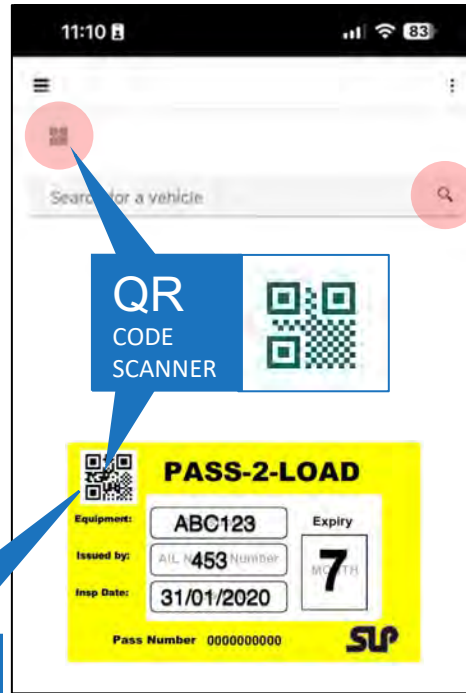 11:10
83
Search for a vehicle
QR
CODE
SCANNER
PASS-2-LOAD
Equipment: ABC123 Expiry
Issued by: AIL 453 Number
Insp Date: 31/01/2020 7
Pass Number 0000000000 SLP